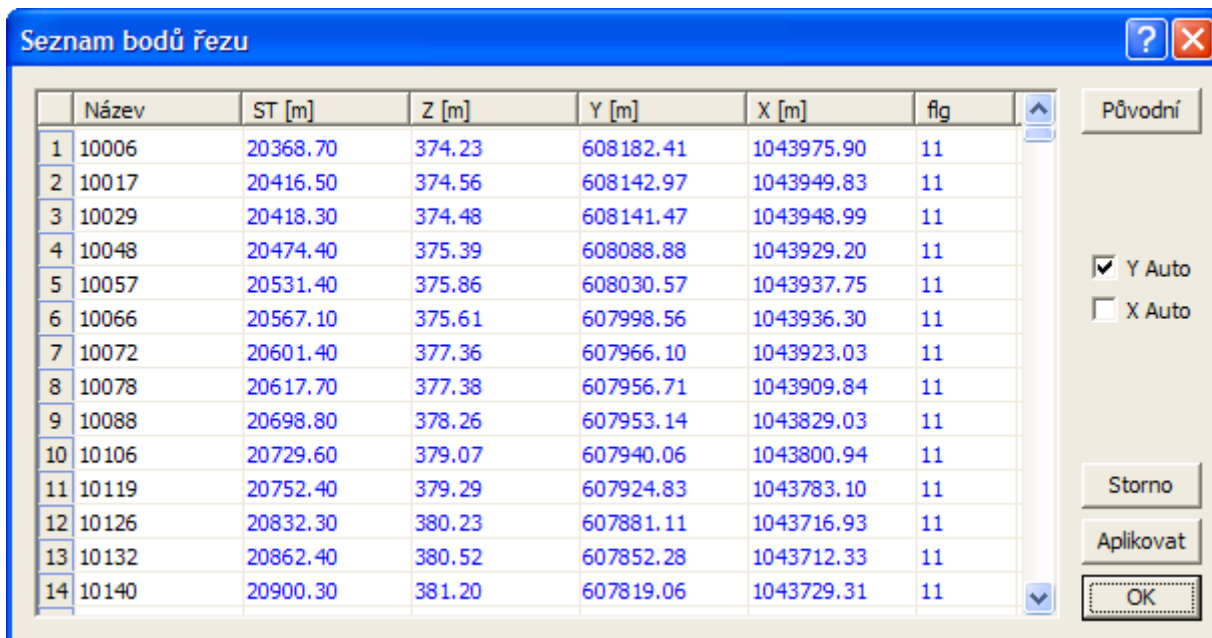 Seznam bodů řezu
Název ST [m] Z [m] Y [m] X [m] flg
1 10006 20368.70 374.23 608182.41 1043975.90 11
2 10017 20416.50 374.56 608142.97 1043949.83 11
3 10029 20418.30 374.48 608141.47 1043948.99 11
4 10048 20474.40 375.39 608088.88 1043929.20 11
5 10057 20531.40 375.86 608030.57 1043937.75 11
6 10066 20567.10 375.61 607998.56 1043936.30 11
7 10072 20601.40 377.36 607966.10 1043923.03 11
8 10078 20617.70 377.38 607956.71 1043909.84 11
9 10088 20698.80 378.26 607953.14 1043829.03 11
10 10106 20729.60 379.07 607940.06 1043800.94 11
11 10119 20752.40 379.29 607924.83 1043783.10 11
12 10126 20832.30 380.23 607881.11 1043716.93 11
13 10132 20862.40 380.52 607852.28 1043712.33 11
14 10140 20900.30 381.20 607819.06 1043729.31 11
Původní
Y Auto
X Auto
Storno
Aplikovat
OK